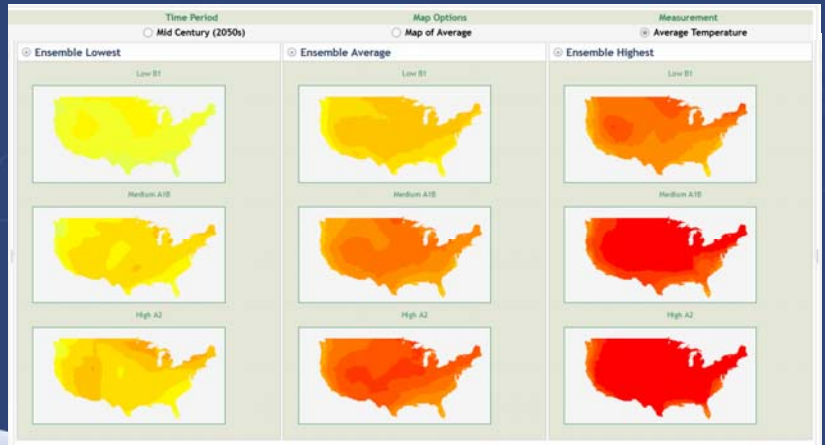 Time Period Map Options Measurement
Mid Century (2050s) Map of Average Average Temperature
Ensemble Lowest Ensemble Average Ensemble Highest
Low B1 Low B1 Low B1
Medium A1B Medium A1B Medium A1B
High A2 High A2 High A2